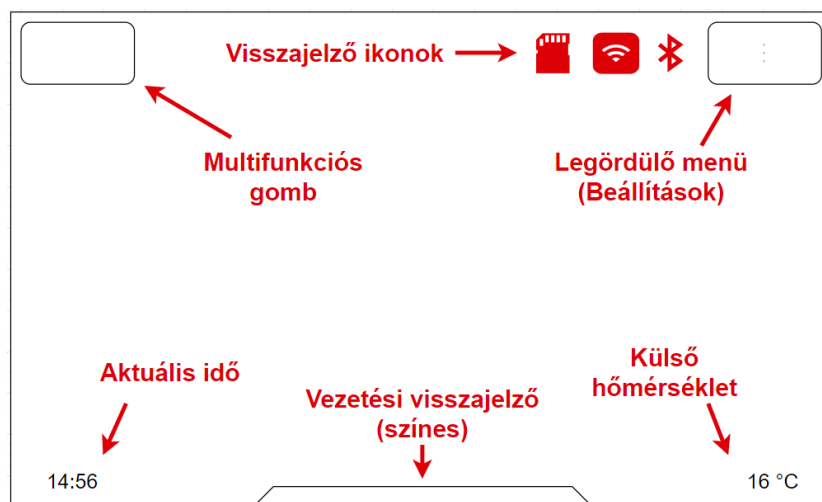 Visszajelző ikonok
Multifunkciós
gomb
Legördülő menü
(Beállítások)
Aktuális idő
Vezetési visszajelző
(színes)
Külső
hőmérséklet
14:56
16 °C